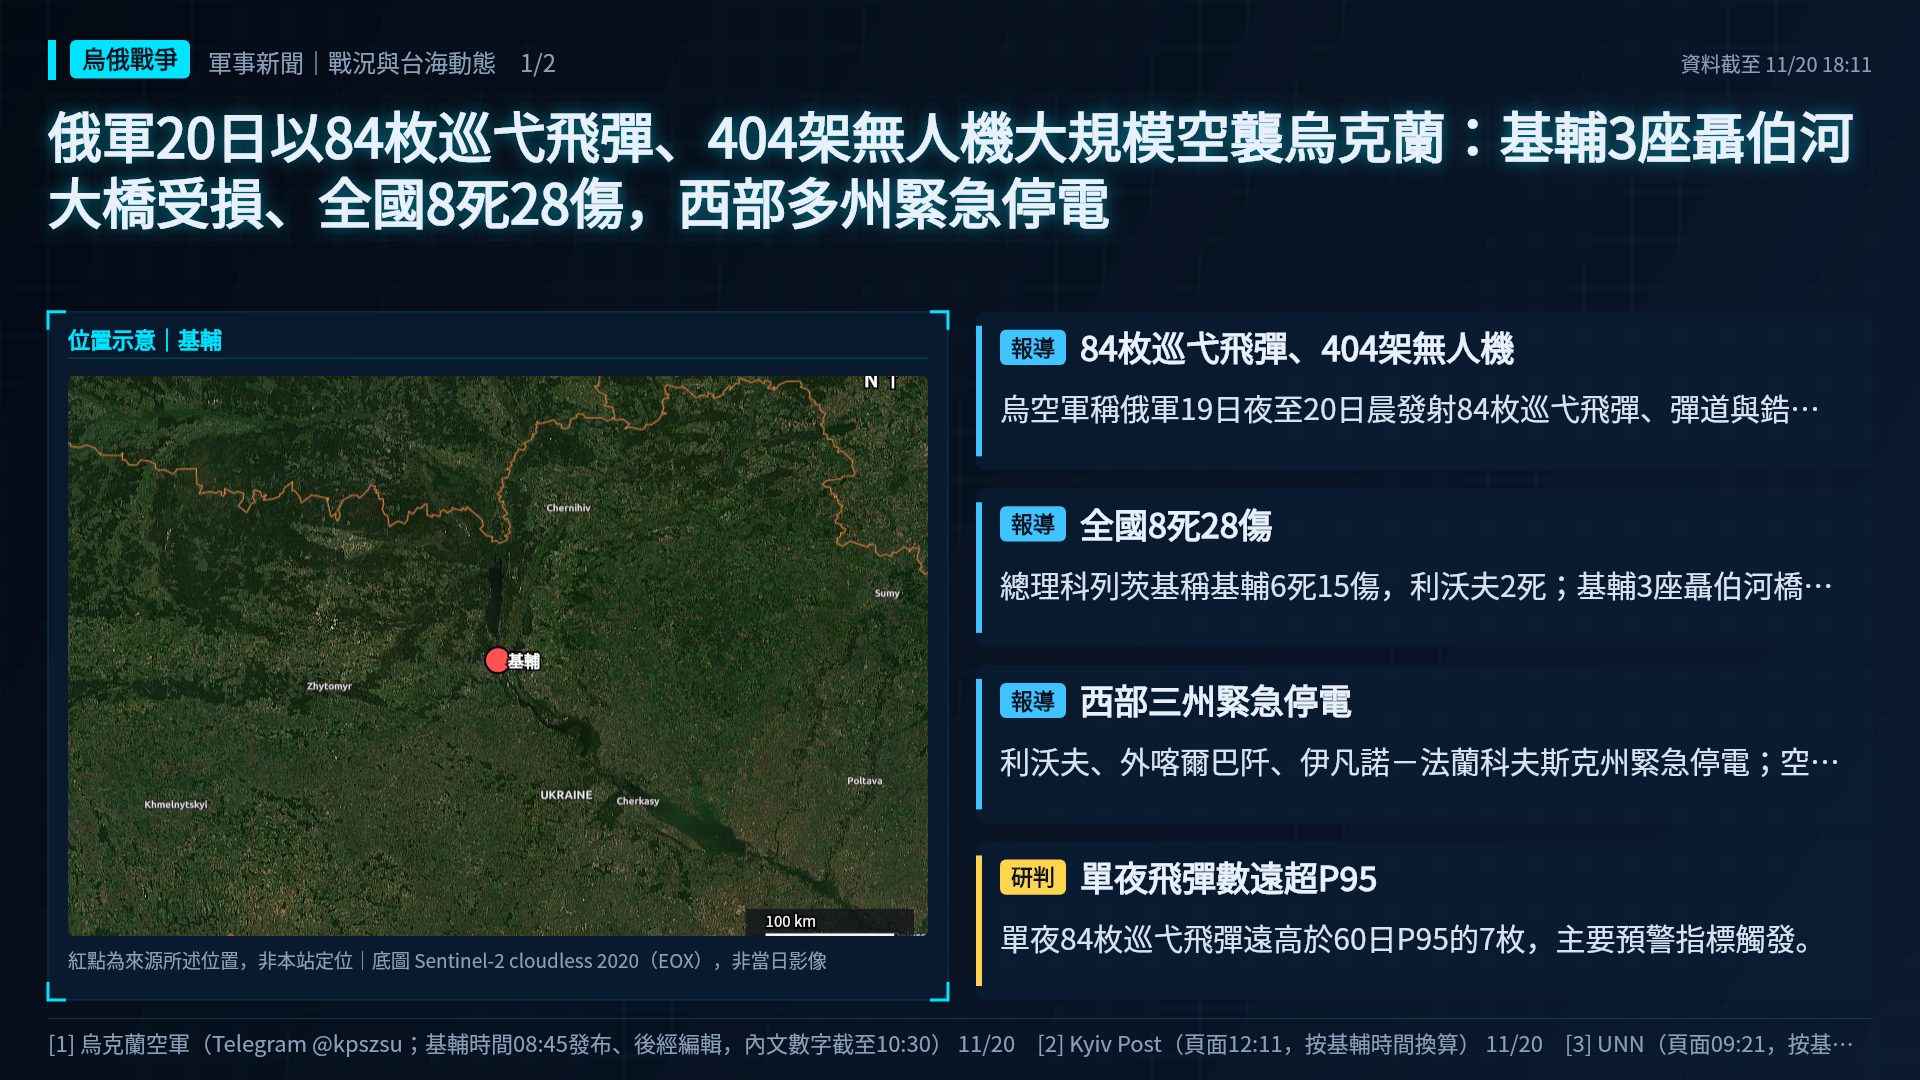 烏俄戰爭 軍事新聞｜戰況與台海動態 1/2
資料截至 11/20 18:11
俄軍20日以84枚巡弋飛彈、404架無人機大規模空襲烏克蘭：基輔3座聶伯河
大橋受損、全國8死28傷，西部多州緊急停電
位置示意｜基輔
N
Chernihiv
Sumy
基輔
Zhytomyr
Poltava
UKRAINE
Cherkasy
Khmelnytskyi
100 km
紅點為來源所述位置，非本站定位｜底圖 Sentinel-2 cloudless 2020（EOX），非當日影像
報導 84枚巡弋飛彈、404架無人機
烏空軍稱俄軍19日夜至20日晨發射84枚巡弋飛彈、彈道與鋯…
報導 全國8死28傷
總理科列茨基稱基輔6死15傷，利沃夫2死；基輔3座聶伯河橋…
報導 西部三州緊急停電
利沃夫、外喀爾巴阡、伊凡諾－法蘭科夫斯克州緊急停電；空…
研判 單夜飛彈數遠超P95
單夜84枚巡弋飛彈遠高於60日P95的7枚，主要預警指標觸發。
[1] 烏克蘭空軍（Telegram @kpszsu；基輔時間08:45發布、後經編輯，內文數字截至10:30） 11/20 [2] Kyiv Post（頁面12:11，按基輔時間換算） 11/20 [3] UNN（頁面09:21，按基…